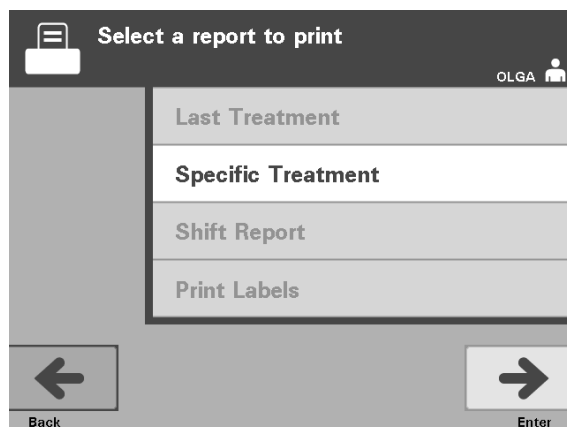 Select a report to print
OLGA
Last Treatment
Specific Treatment
Shift Report
Print Labels
Back
Enter